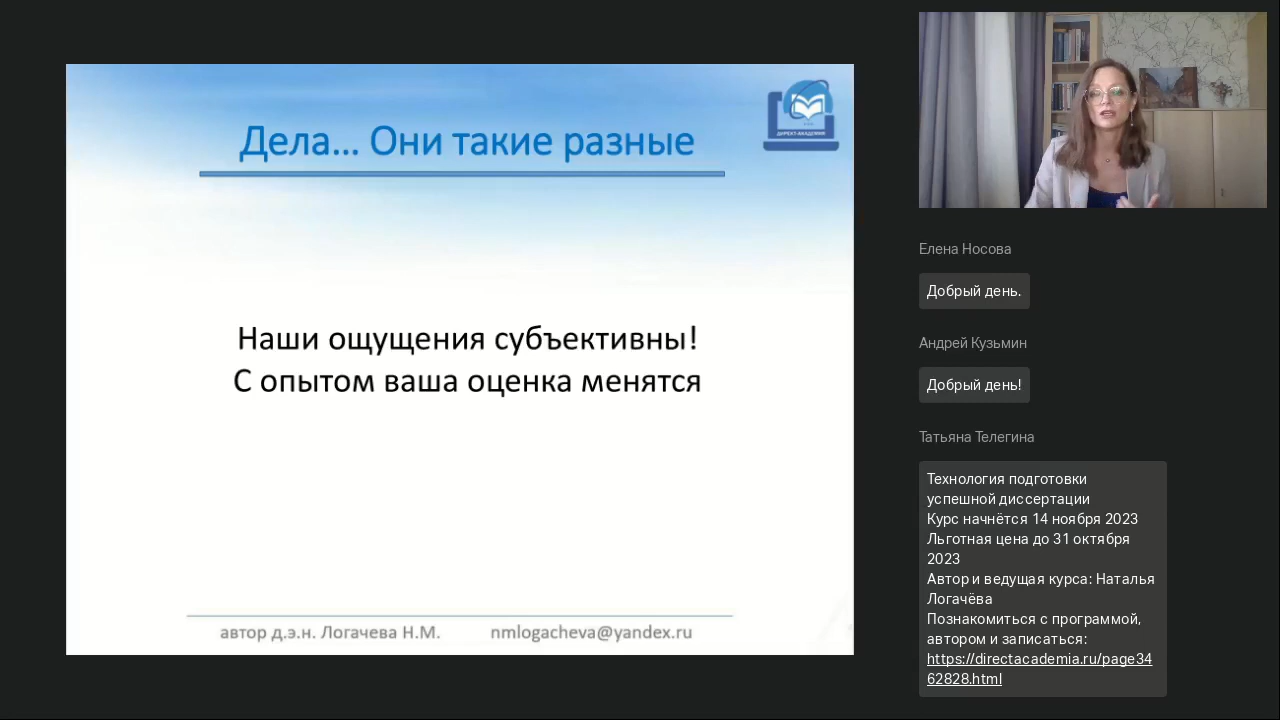 Дела... Они такие разные
ДИРЕКТ-АКАДЕМИЯ
Наши ощущения субъективны!
С опытом ваша оценка менятся
автор д.э.н. Логачева Н.М. nmlogacheva@yandex.ru
Елена Носова
Добрый день.
Андрей Кузьмин
Добрый день!
Татьяна Телегина
Технология подготовки
успешной диссертации
Курс начнётся 14 ноября 2023
Льготная цена до 31 октября
2023
Автор и ведущая курса: Наталья
Логачёва
Познакомиться с программой,
автором и записаться:
https://directacademia.ru/page34
62828.html